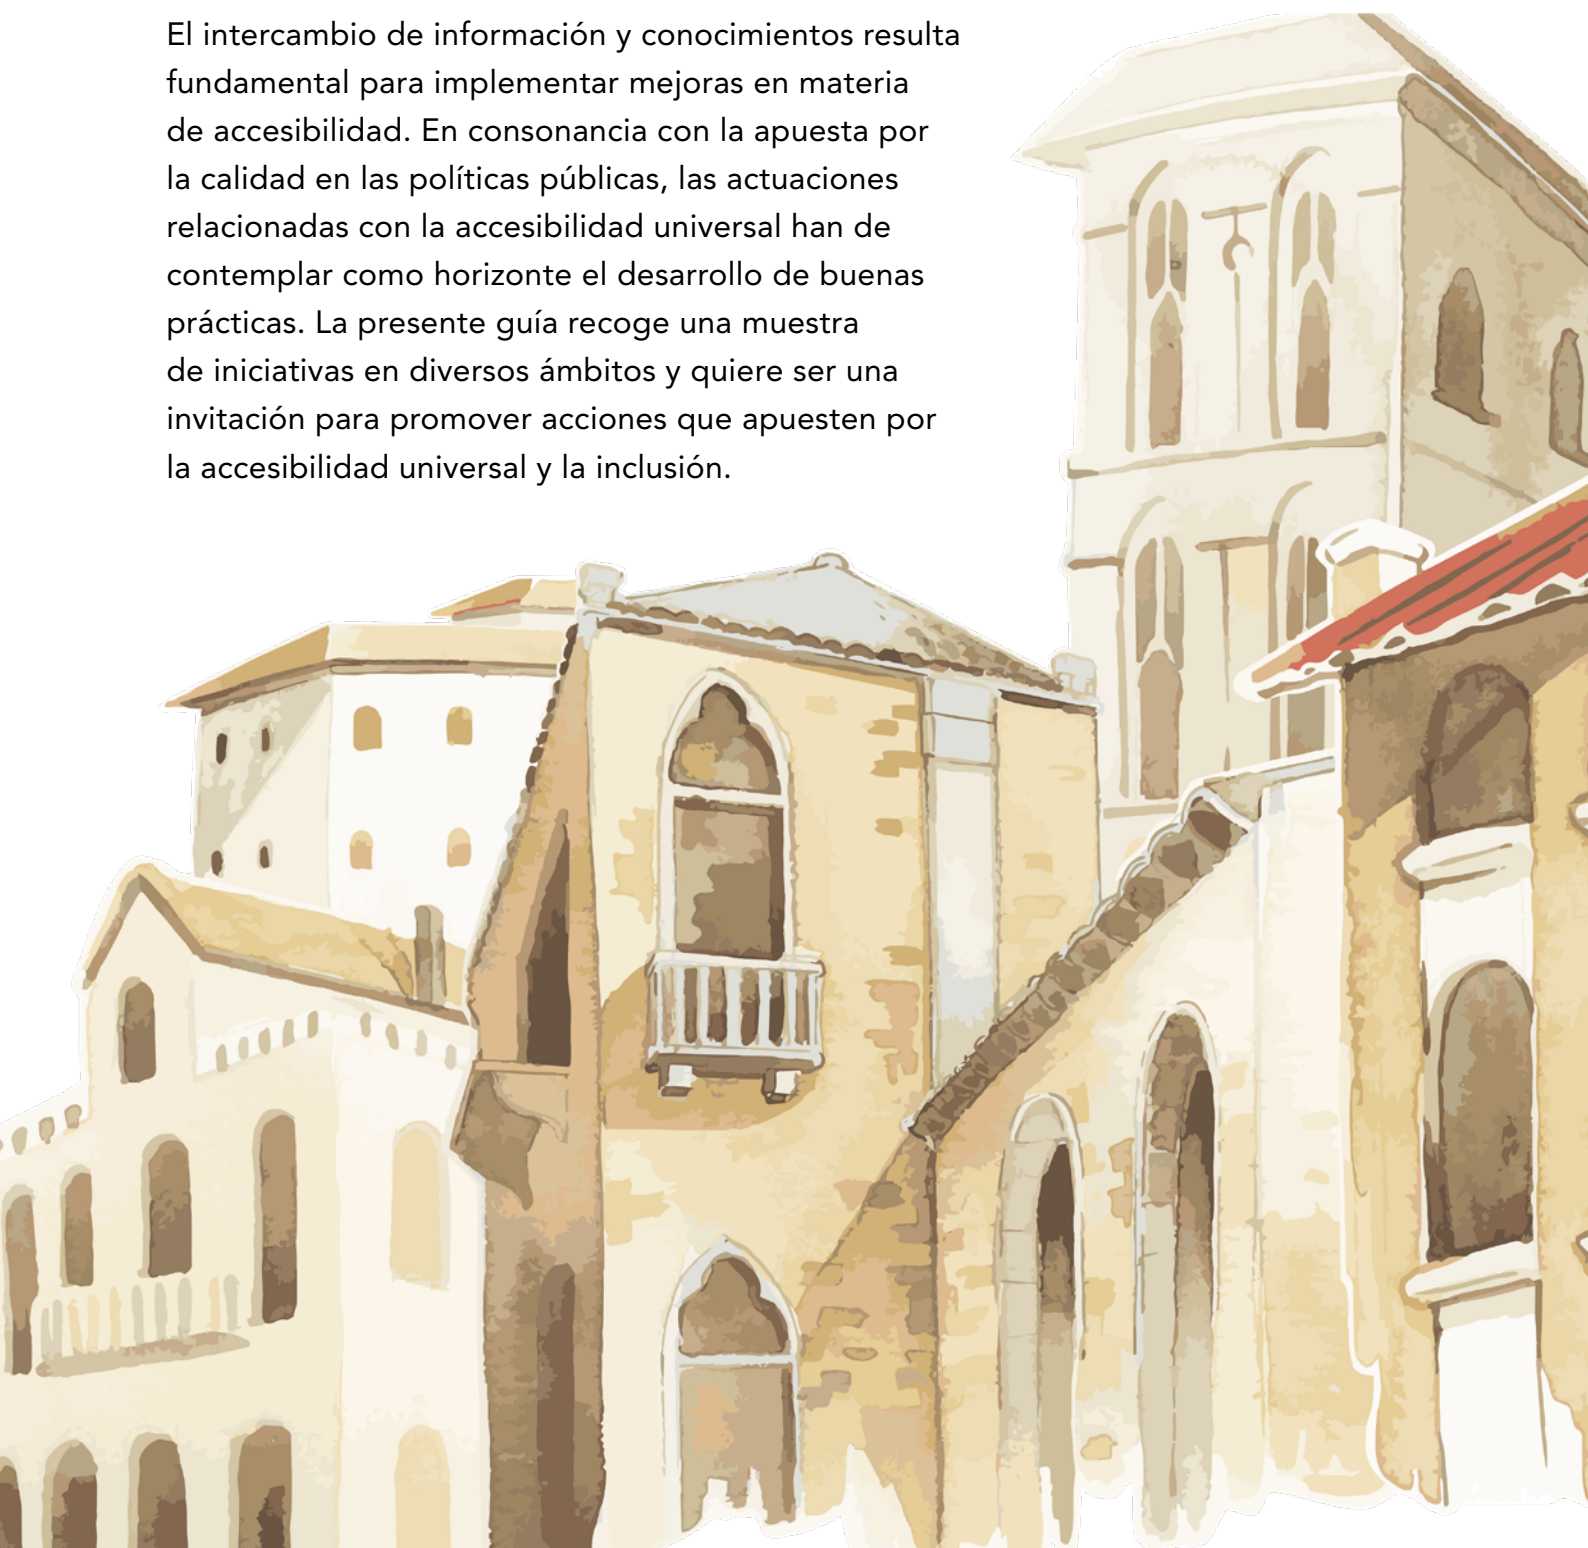 El intercambio de información y conocimientos resulta
fundamental para implementar mejoras en materia
de accesibilidad. En consonancia con la apuesta por
la calidad en las políticas públicas, las actuaciones
relacionadas con la accesibilidad universal han de
contemplar como horizonte el desarrollo de buenas
prácticas. La presente guía recoge una muestra
de iniciativas en diversos ámbitos y quiere ser una
invitación para promover acciones que apuesten por
la accesibilidad universal y la inclusión.